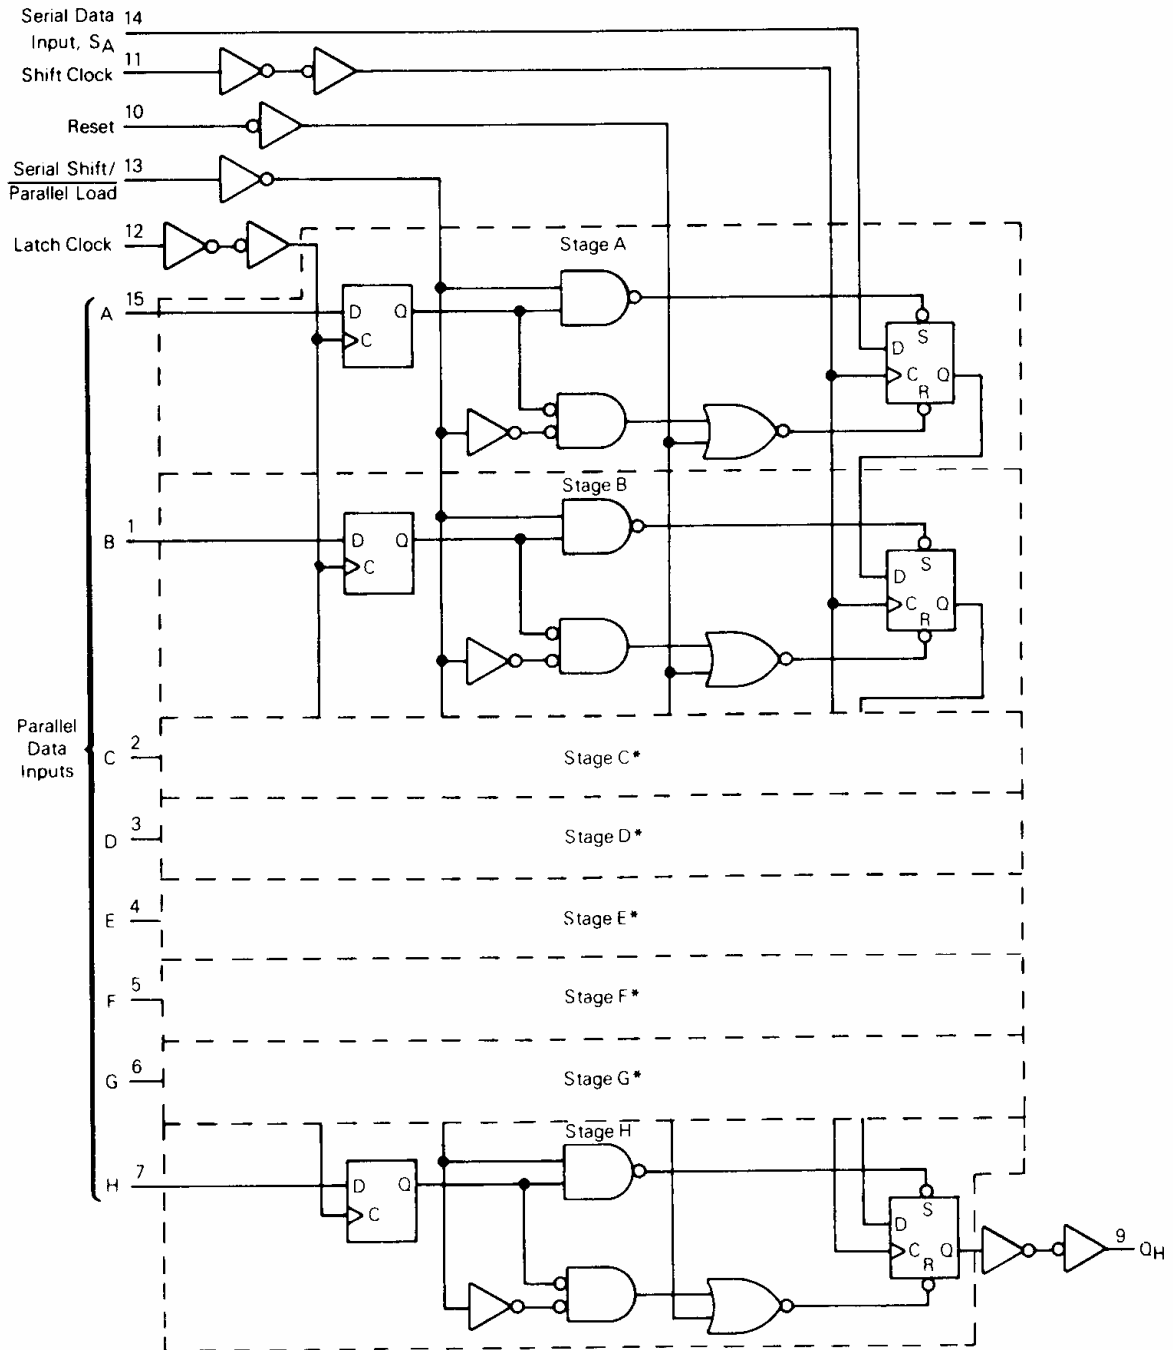 Serial Data 14
Input, SA
11
Shift Clock
10
Reset
Serial Shift/ 13
Parallel Load
12
Latch Clock
Stage A
A 15
D Q
C
S
D
C Q
R
Stage B
B 1
D Q
C
S
D
C Q
R
Parallel
Data
Inputs
C 2
Stage C*
D 3
Stage D*
E 4
Stage E*
F 5
Stage F*
G 6
Stage G*
Stage H
H 7
D Q
C
S
D
C Q
R
9 QH